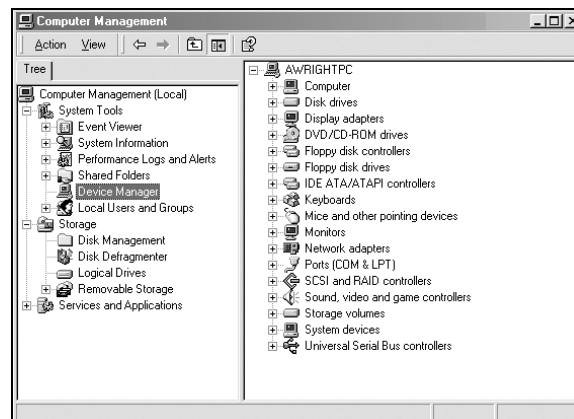 Computer Management
Action View
Tree
Computer Management (Local)
System Tools
Event Viewer
System Information
Performance Logs and Alerts
Shared Folders
Device Manager
Local Users and Groups
Storage
Disk Management
Disk Defragmenter
Logical Drives
Removable Storage
Services and Applications
AWRIGHTPC
Computer
Disk drives
Display adapters
DVD/CD-ROM drives
Floppy disk controllers
Floppy disk drives
IDE ATA/ATAPI controllers
Keyboards
Mice and other pointing devices
Monitors
Network adapters
Ports (COM & LPT)
SCSI and RAID controllers
Sound, video and game controllers
Storage volumes
System devices
Universal Serial Bus controllers